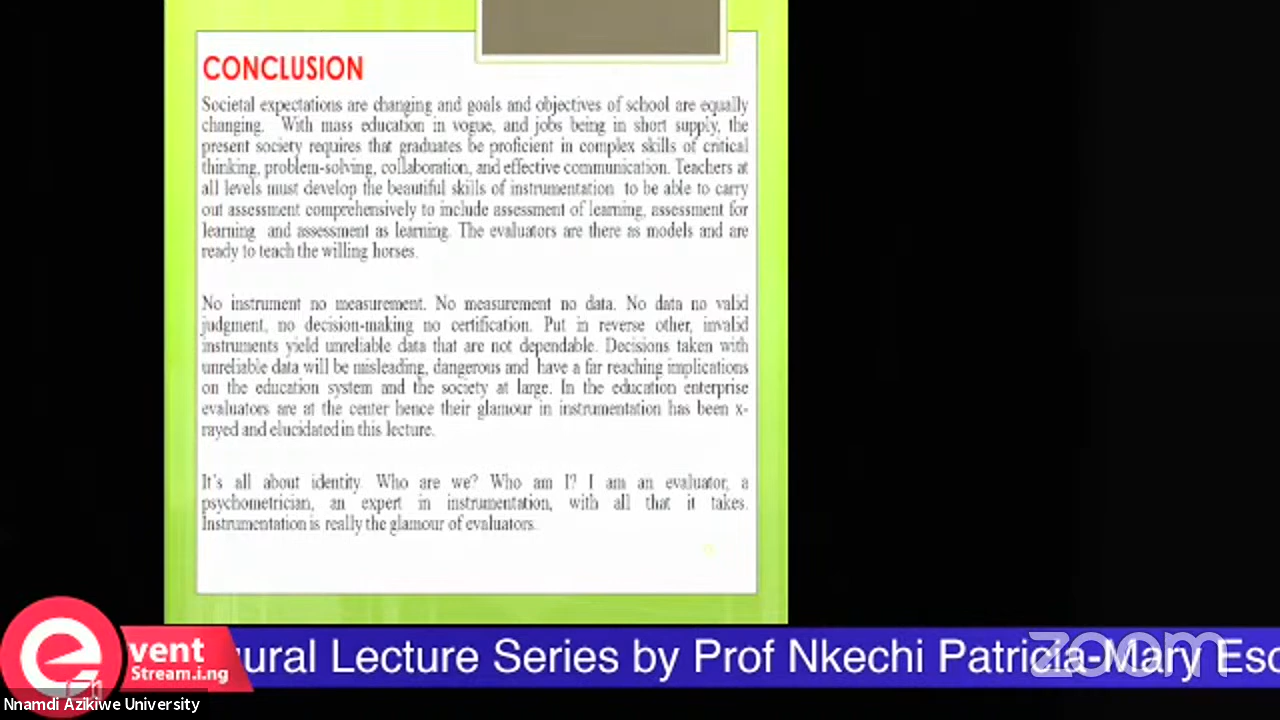 CONCLUSION
Societal expectations are changing and goals and objectives of school are equally
changing. With mass education in vogue, and jobs being in short supply, the
present society requires that graduates be proficient in complex skills of critical
thinking, problem-solving, collaboration, and effective communication. Teachers at
all levels must develop the beautiful skills of instrumentation to be able to carry
out assessment comprehensively to include assessment of learning, assessment for
learning and assessment as learning. The evaluators are there as models and are
ready to teach the willing horses.
No instrument no measurement. No measurement no data. No data no valid
judgment, no decision-making no certification. Put in reverse other, invalid
instruments yield unreliable data that are not dependable. Decisions taken with
unreliable data will be misleading, dangerous and have a far reaching implications
on the education system and the society at large. In the education enterprise
evaluators are at the center hence their glamour in instrumentation has been x-
rayed and elucidated in this lecture.
It's all about identity. Who are we? Who am I? I am an evaluator, a
psychometrician, an expert in instrumentation, with all that it takes.
Instrumentation is really the glamour of evaluators.
e vent
Stream.i.ng
ural Lecture Series by Prof Nkechi Patricia-Mary Eso
zoom
Nnamdi Azikiwe University